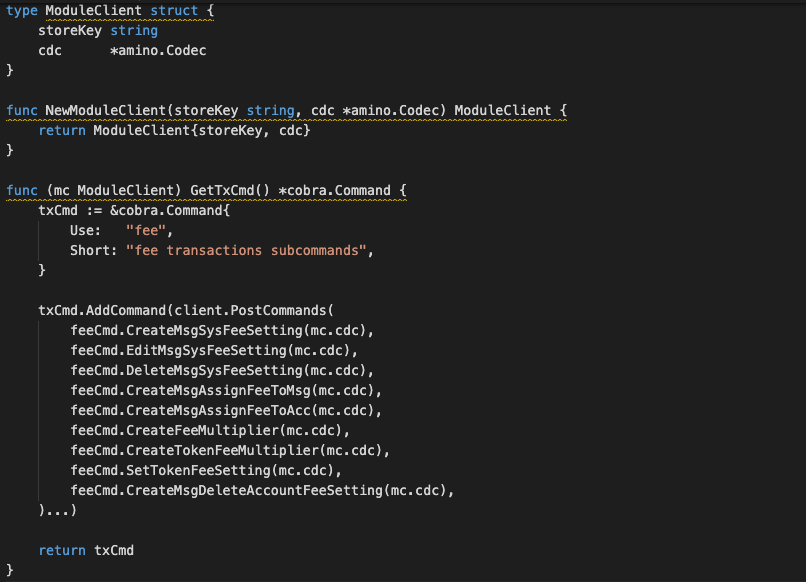 type ModuleClient struct {
    storeKey string
    cdc      *amino.Codec
}

func NewModuleClient(storeKey string, cdc *amino.Codec) ModuleClient {
    return ModuleClient{storeKey, cdc}
}

func (mc ModuleClient) GetTxCmd() *cobra.Command {
    txCmd := &cobra.Command{
        Use:   "fee",
        Short: "fee transactions subcommands",
    }

    txCmd.AddCommand(client.PostCommands(
        feeCmd.CreateMsgSysFeeSetting(mc.cdc),
        feeCmd.EditMsgSysFeeSetting(mc.cdc),
        feeCmd.DeleteMsgSysFeeSetting(mc.cdc),
        feeCmd.CreateMsgAssignFeeToMsg(mc.cdc),
        feeCmd.CreateMsgAssignFeeToAcc(mc.cdc),
        feeCmd.CreateFeeMultiplier(mc.cdc),
        feeCmd.CreateTokenFeeMultiplier(mc.cdc),
        feeCmd.SetTokenFeeSetting(mc.cdc),
        feeCmd.CreateMsgDeleteAccountFeeSetting(mc.cdc),
    )...)

    return txCmd
}